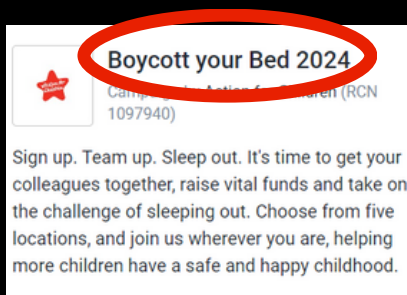 Boycott your Bed 2024
Campaign by Action for Children (RCN
1097940)
Sign up. Team up. Sleep out. It's time to get your
colleagues together, raise vital funds and take on
the challenge of sleeping out. Choose from five
locations, and join us wherever you are, helping
more children have a safe and happy childhood.